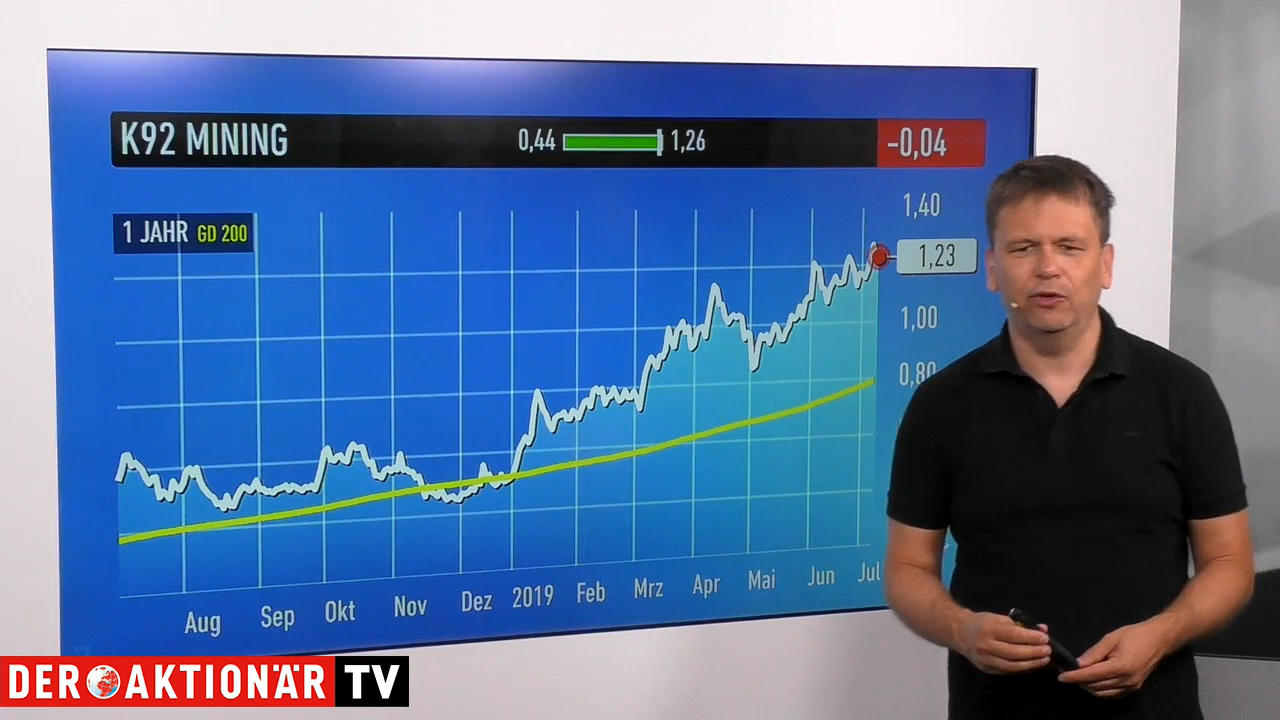 K92 MINING 0,44 1,26 -0,04
1 JAHR GD 200
1,40
1,23
1,00
0,80
Aug Sep Okt Nov Dez 2019 Feb Mrz Apr Mai Jun Jul
DER AKTIONÄR TV